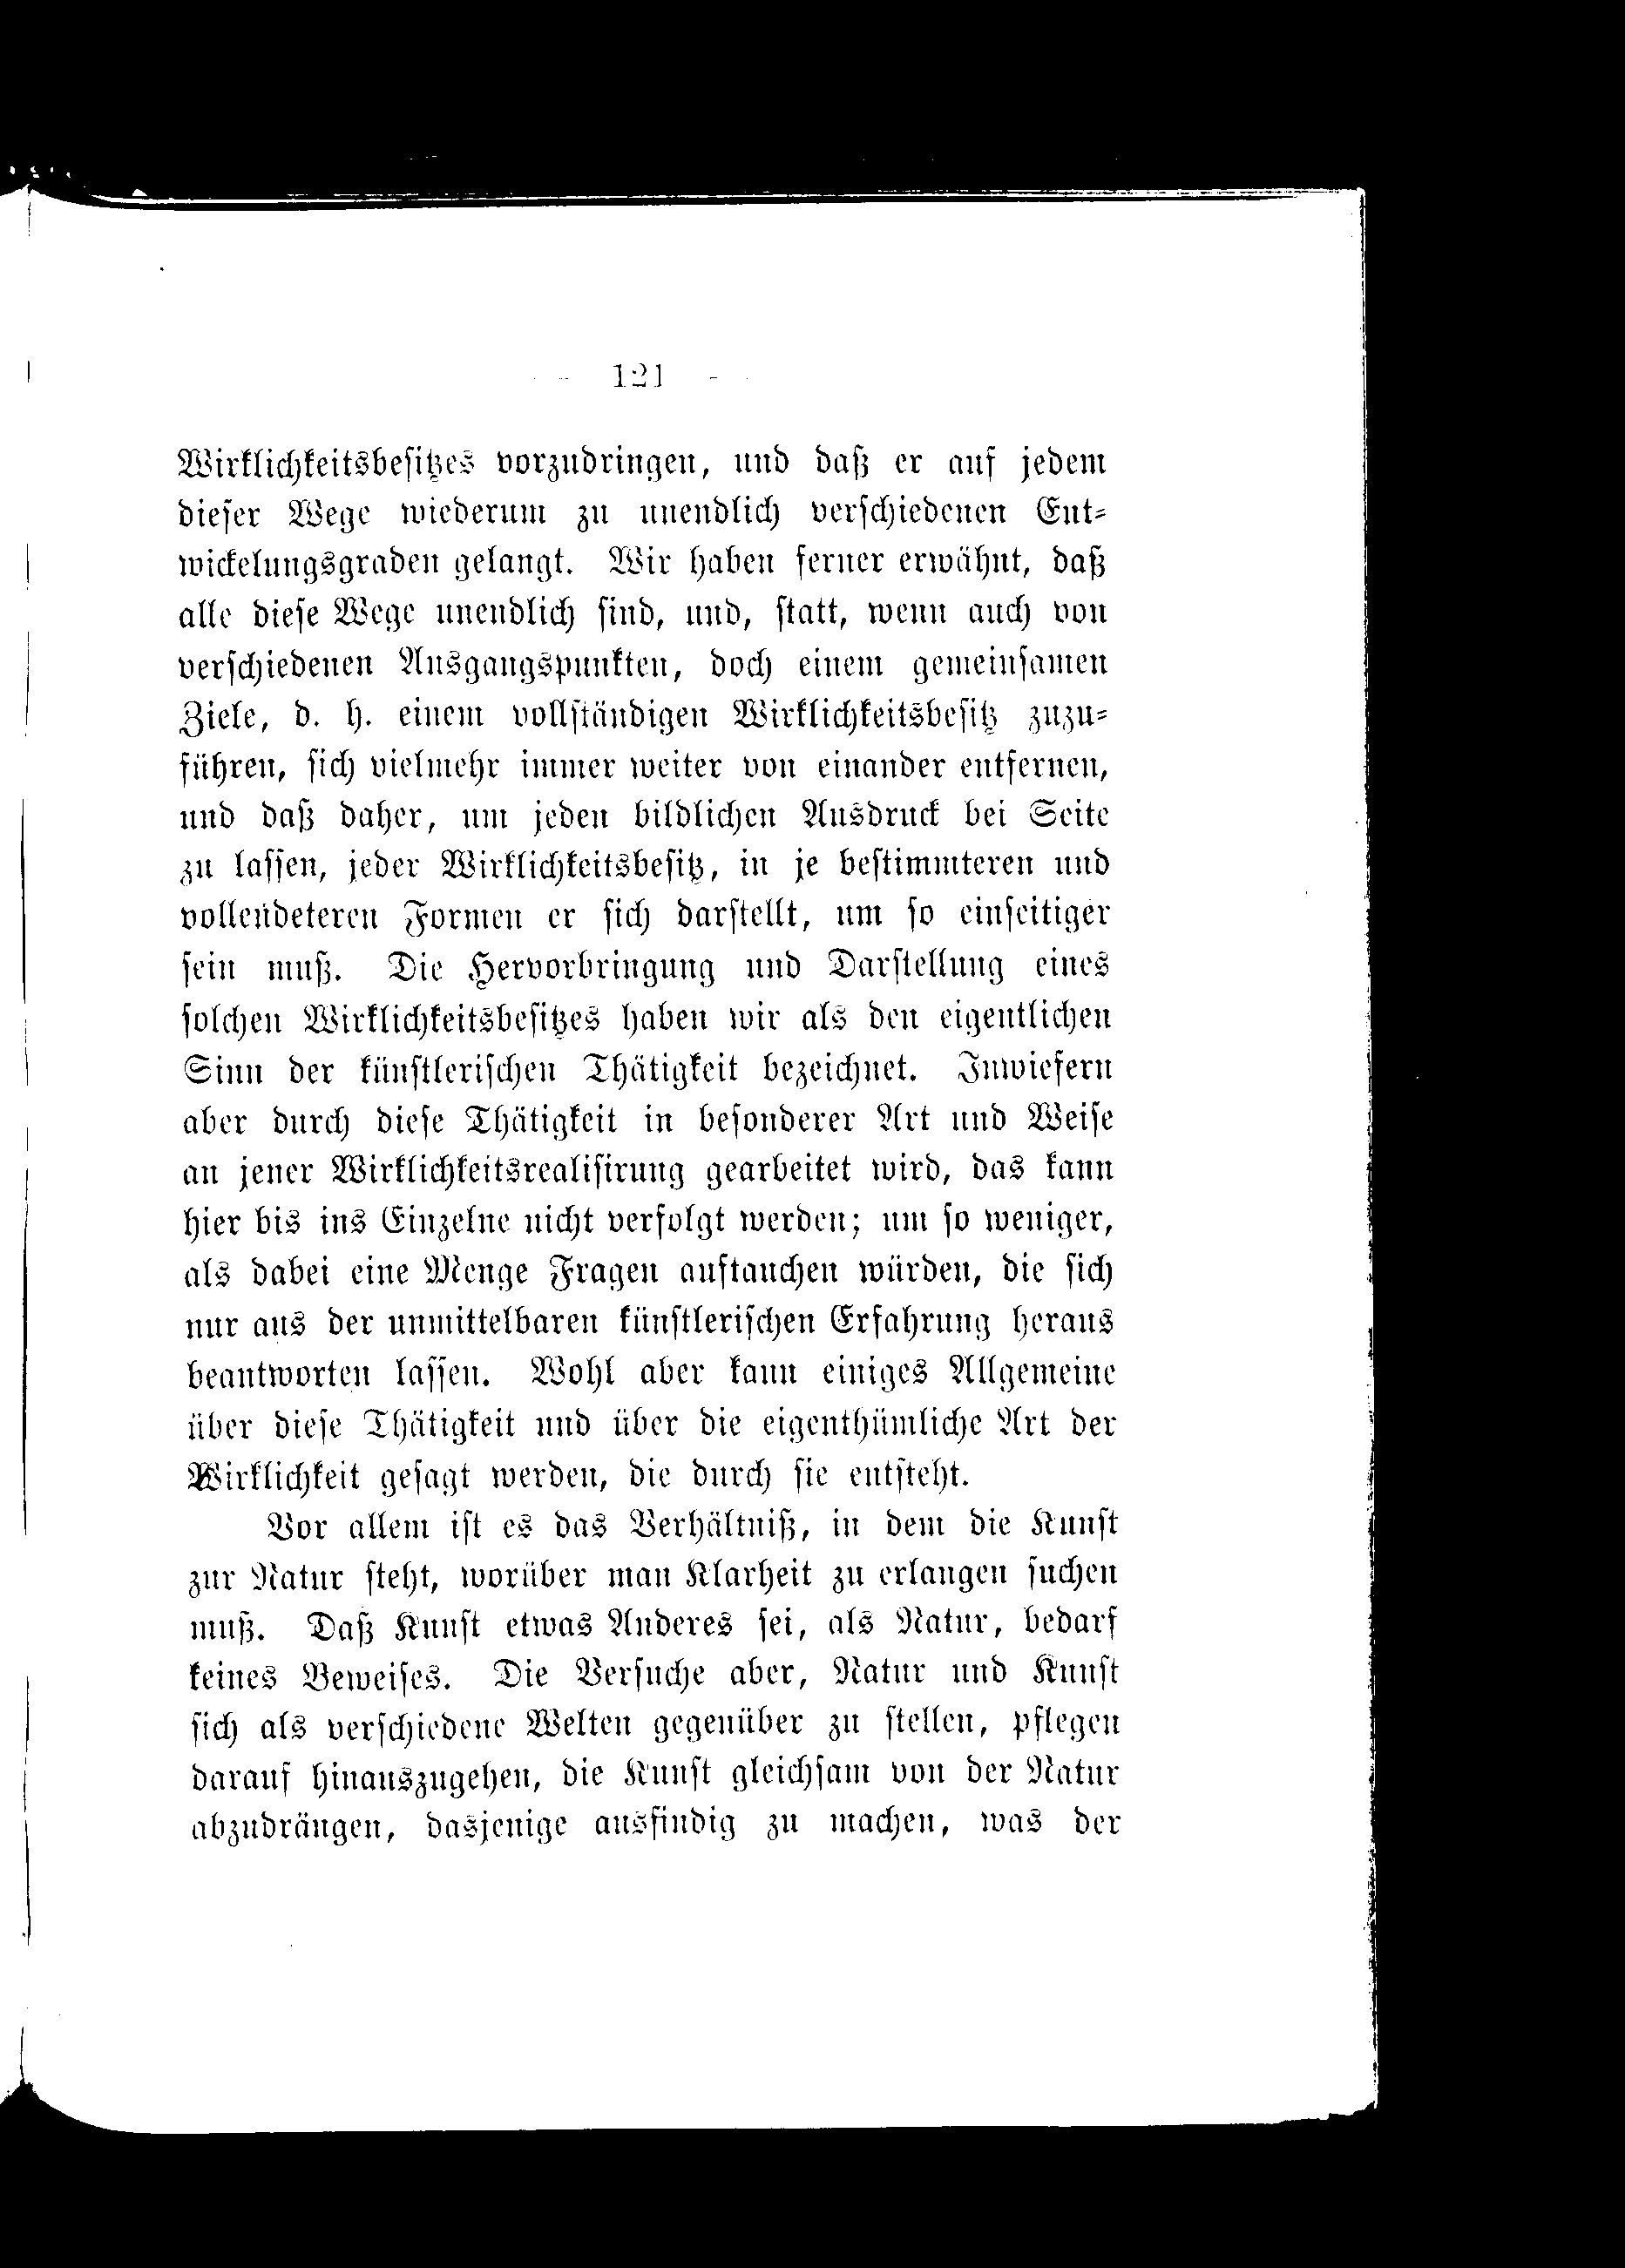 — 121 —
Wirklichkeitsbesitzes vorzudringen, und daß er auf jedem
dieser Wege wiederum zu unendlich verschiedenen Ent-
wickelungsgraden gelangt. Wir haben ferner erwähnt, daß
alle diese Wege unendlich sind, und, statt, wenn auch von
verschiedenen Ausgangspunkten, doch einem gemeinsamen
Ziele, d. h. einem vollständigen Wirklichkeitsbesitz zuzu-
führen, sich vielmehr immer weiter von einander entfernen,
und daß daher, um jeden bildlichen Ausdruck bei Seite
zu lassen, jeder Wirklichkeitsbesitz, in je bestimmteren und
vollendeteren Formen er sich darstellt, um so einseitiger
sein muß. Die Hervorbringung und Darstellung eines
solchen Wirklichkeitsbesitzes haben wir als den eigentlichen
Sinn der künstlerischen Thätigkeit bezeichnet. Inwiefern
aber durch diese Thätigkeit in besonderer Art und Weise
an jener Wirklichkeitsrealisirung gearbeitet wird, das kann
hier bis ins Einzelne nicht verfolgt werden; um so weniger,
als dabei eine Menge Fragen auftauchen würden, die sich
nur aus der unmittelbaren künstlerischen Erfahrung heraus
beantworten lassen. Wohl aber kann einiges Allgemeine
über diese Thätigkeit und über die eigenthümliche Art der
Wirklichkeit gesagt werden, die durch sie entsteht.
Vor allem ist es das Verhältniß, in dem die Kunst
zur Natur steht, worüber man Klarheit zu erlangen suchen
muß. Daß Kunst etwas Anderes sei, als Natur, bedarf
keines Beweises. Die Versuche aber, Natur und Kunst
sich als verschiedene Welten gegenüber zu stellen, pflegen
darauf hinauszugehen, die Kunst gleichsam von der Natur
abzudrängen, dasjenige ausfindig zu machen, was der